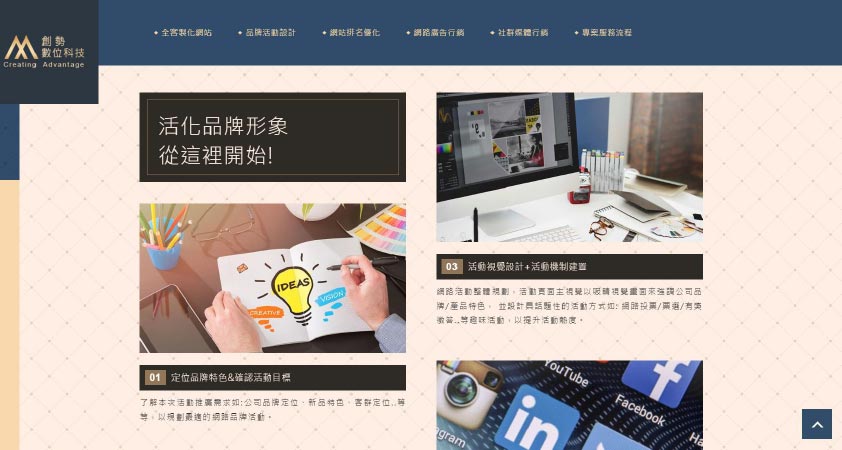 創勢
數位科技
Creating Advantage
全客製化網站
品牌活動設計
網站排名優化
網路廣告行銷
社群媒體行銷
專案服務流程
活化品牌形象
從這裡開始!
IDEAS
CREATIVE
VISION
01 定位品牌特色&確認活動目標
了解本次活動推廣需求如:公司品牌定位、新品特色、客群定位...等
等，以規劃最適的網路品牌活動。
03 活動視覺設計+活動機制建置
網路活動整體規劃，活動頁面主視覺以吸睛視覺畫面來強調公司品
牌/產品特色， 並設計具話題性的活動方式如: 網路投票/票選/有獎
徵答...等趣味活動，以提升活動熱度。
YouTube
Facebook
in